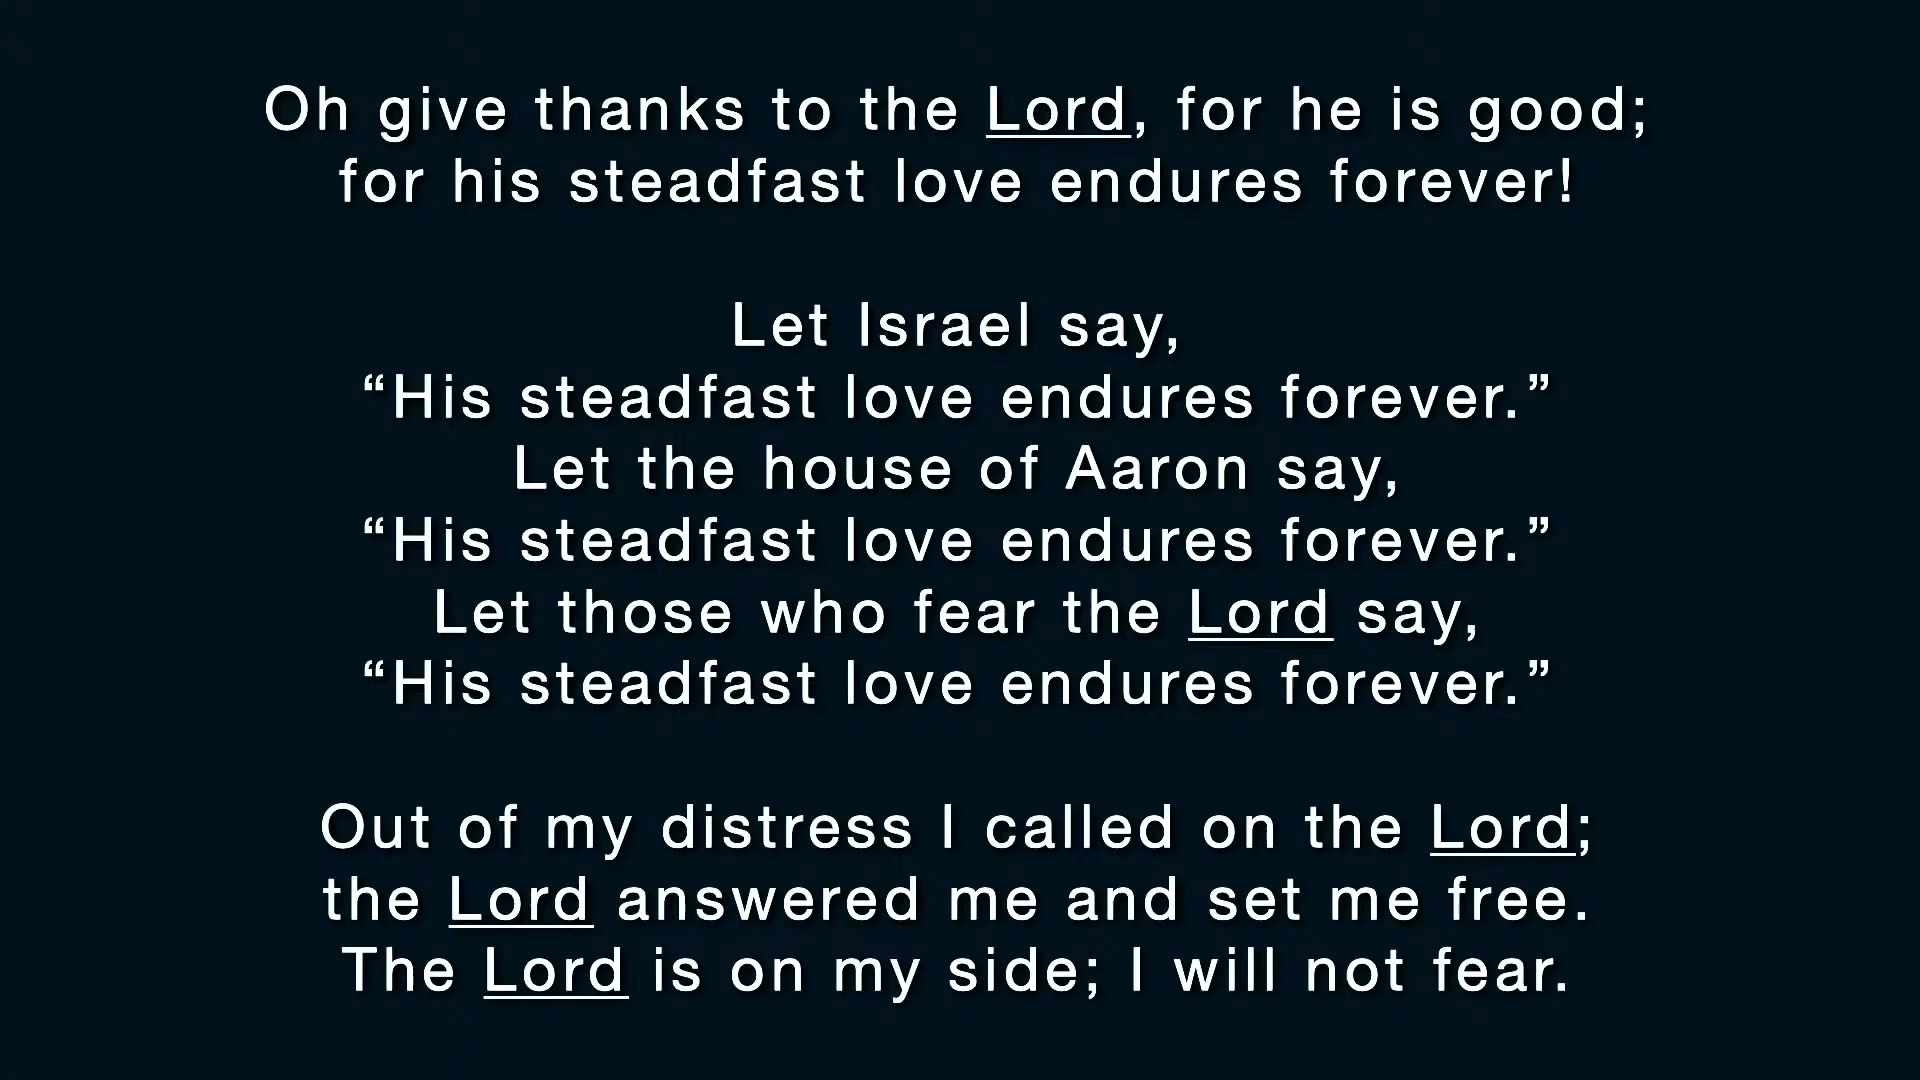 Oh give thanks to the Lord, for he is good;
for his steadfast love endures forever!
Let Israel say,
“His steadfast love endures forever.”
Let the house of Aaron say,
“His steadfast love endures forever.”
Let those who fear the Lord say,
“His steadfast love endures forever.”
Out of my distress I called on the Lord;
the Lord answered me and set me free.
The Lord is on my side; I will not fear.